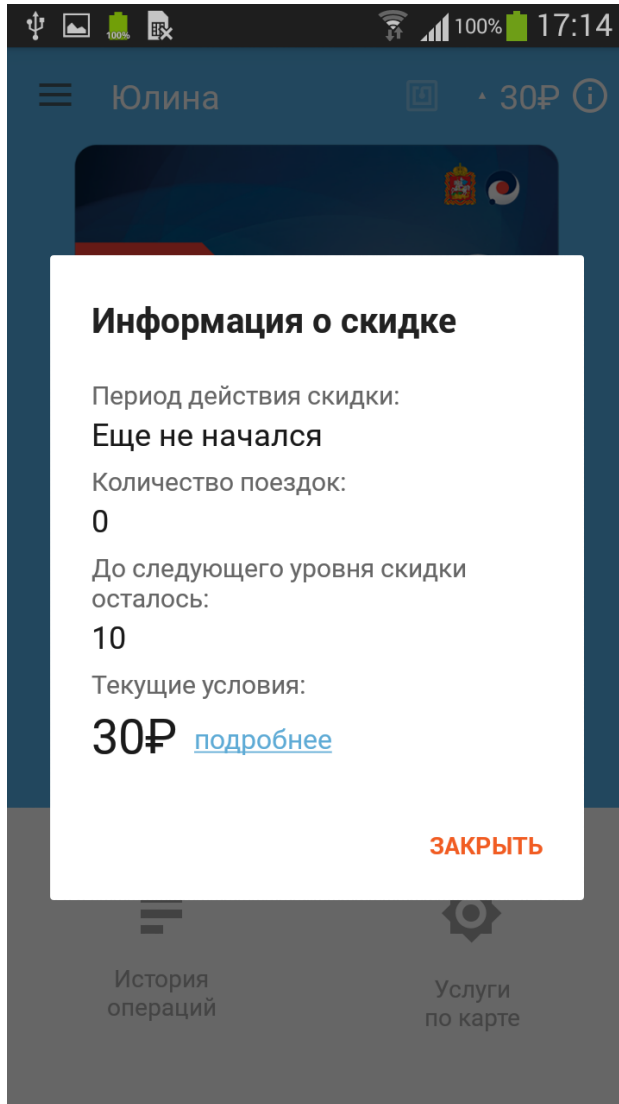 100% 100% 17:14
Юлина 30₽
Информация о скидке
Период действия скидки:
Еще не начался
Количество поездок:
0
До следующего уровня скидки
осталось:
10
Текущие условия:
30₽ подробнее
ЗАКРЫТЬ
История
операций
Услуги
по карте